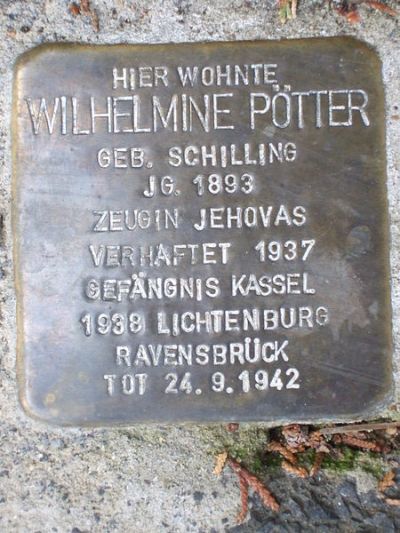 HIER WOHNTE
WILHELMINE PÖTTER
GEB. SCHILLING
JG. 1893
ZEUGIN JEHOVAS
VERHAFTET 1937
GEFÄNGNIS KASSEL
1938 LICHTENBURG
RAVENSBRÜCK
TOT 24.9.1942